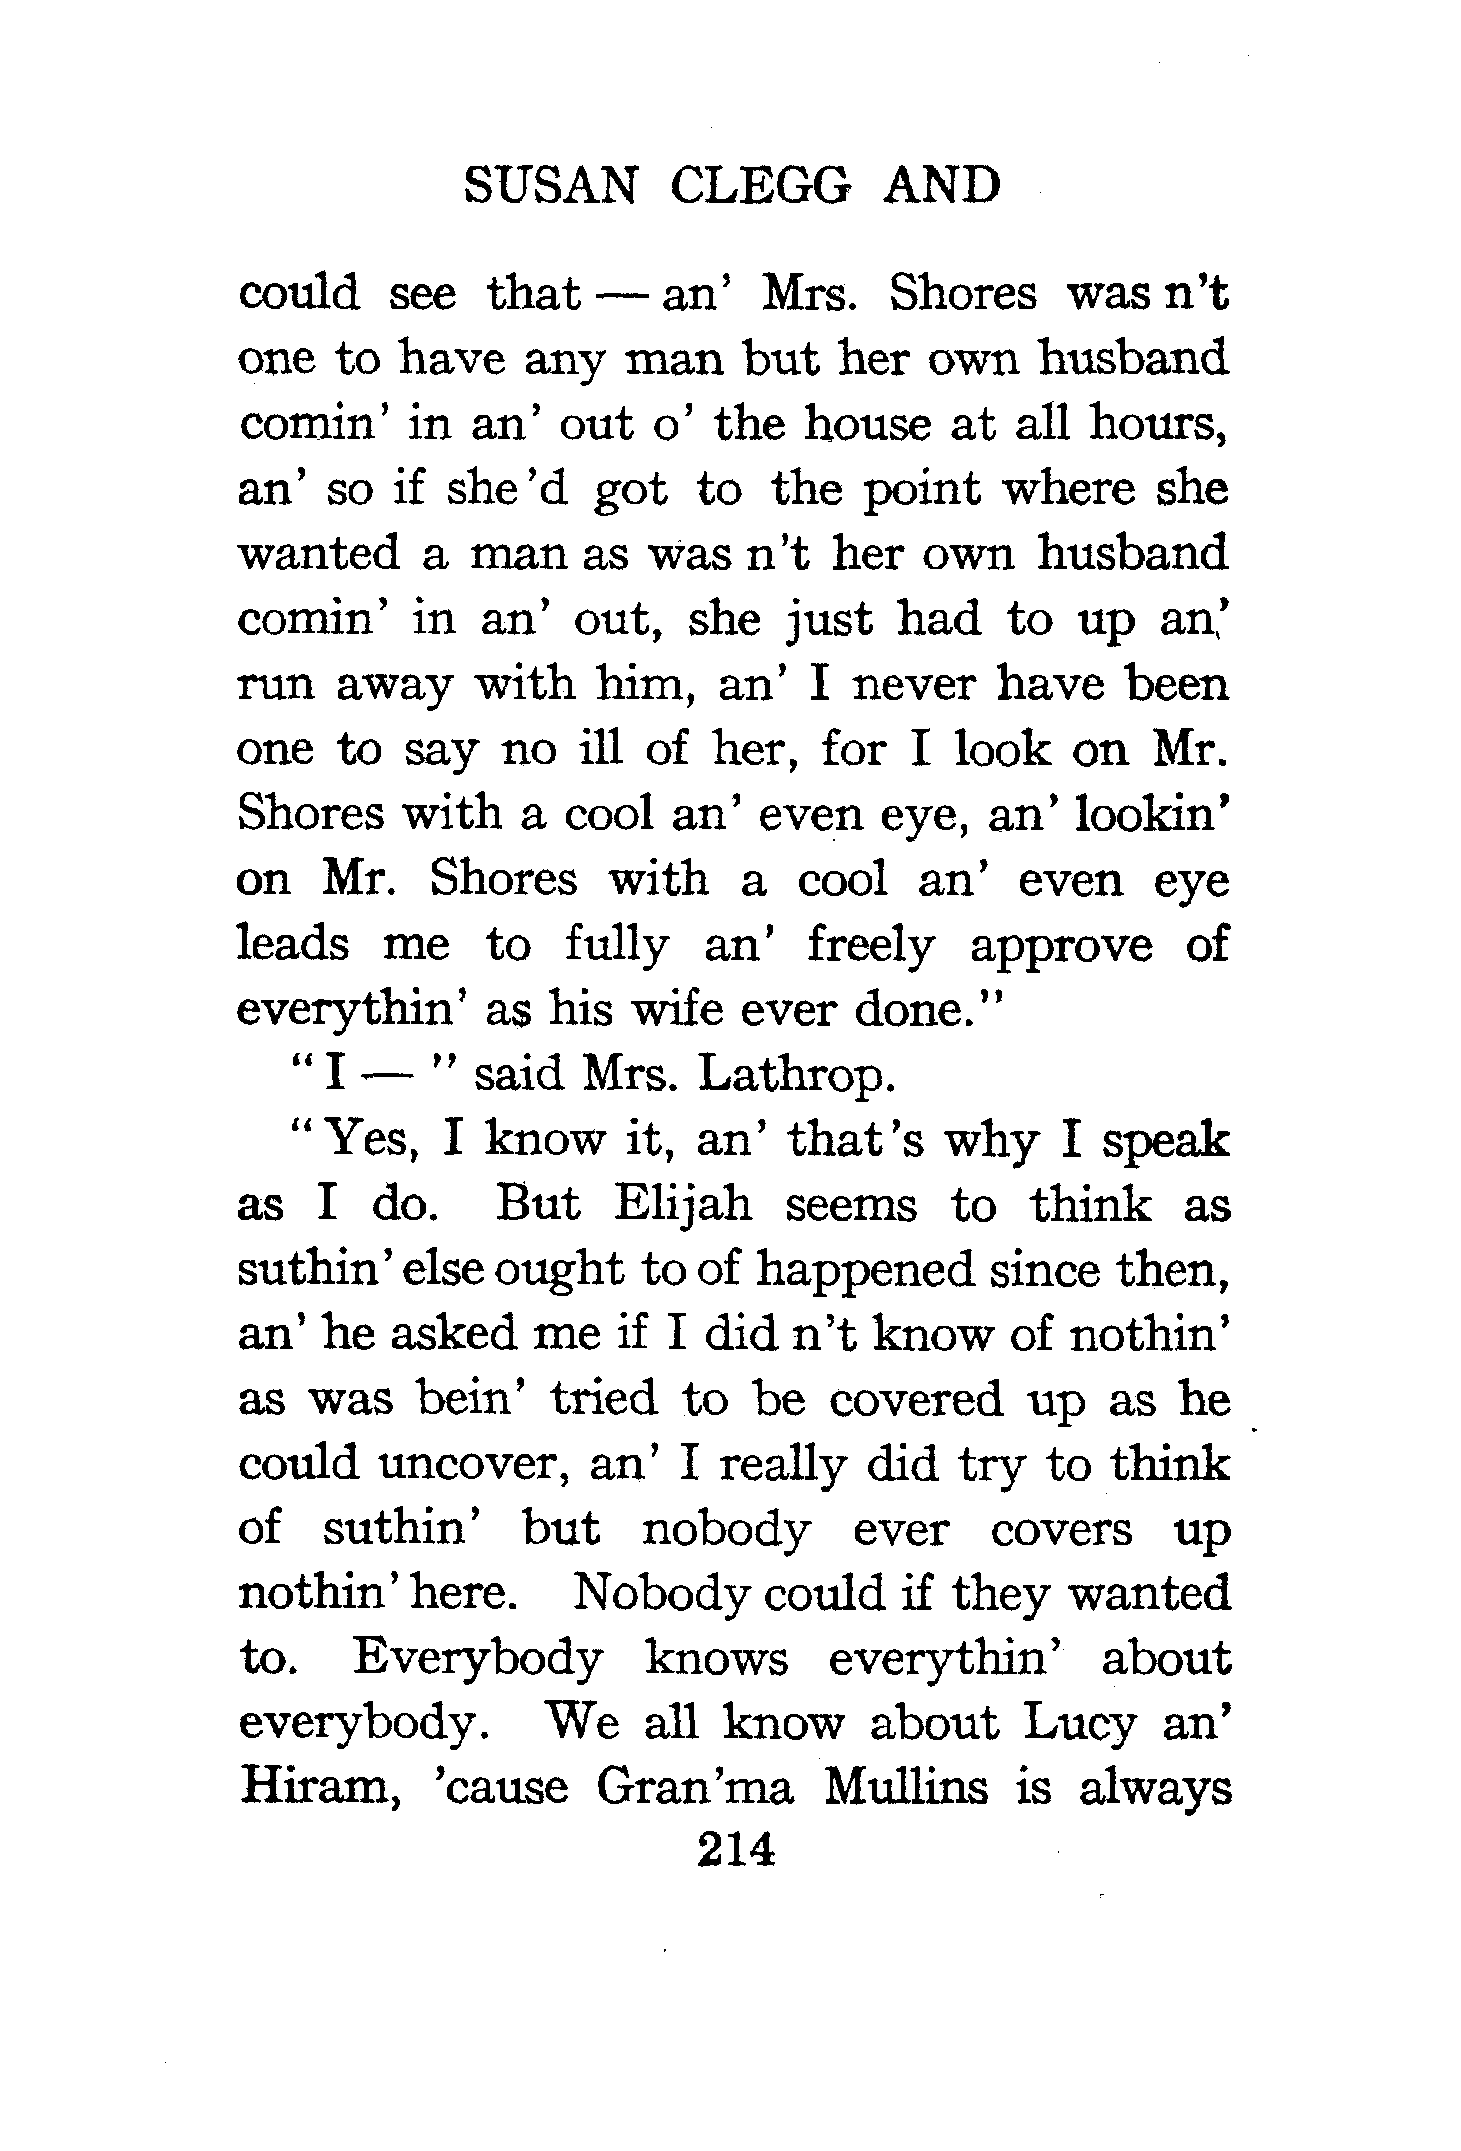 SUSAN CLEGG AND
could see that — an' Mrs. Shores was n't
one to have any man but her own husband
comin' in an' out o' the house at all hours,
an' so if she 'd got to the point where she
wanted a man as was n't her own husband
comin' in an' out, she just had to up an'
run away with him, an' I never have been
one to say no ill of her, for I look on Mr.
Shores with a cool an' even eye, an' lookin'
on Mr. Shores with a cool an' even eye
leads me to fully an' freely approve of
everythin' as his wife ever done."
"I — " said Mrs. Lathrop.
"Yes, I know it, an' that 's why I speak
as I do. But Elijah seems to think as
suthin' else ought to of happened since then,
an' he asked me if I did n't know of nothin'
as was bein' tried to be covered up as he
could uncover, an' I really did try to think
of suthin' but nobody ever covers up
nothin' here. Nobody could if they wanted
to. Everybody knows everythin' about
everybody. We all know about Lucy an'
Hiram, 'cause Gran'ma Mullins is always
214